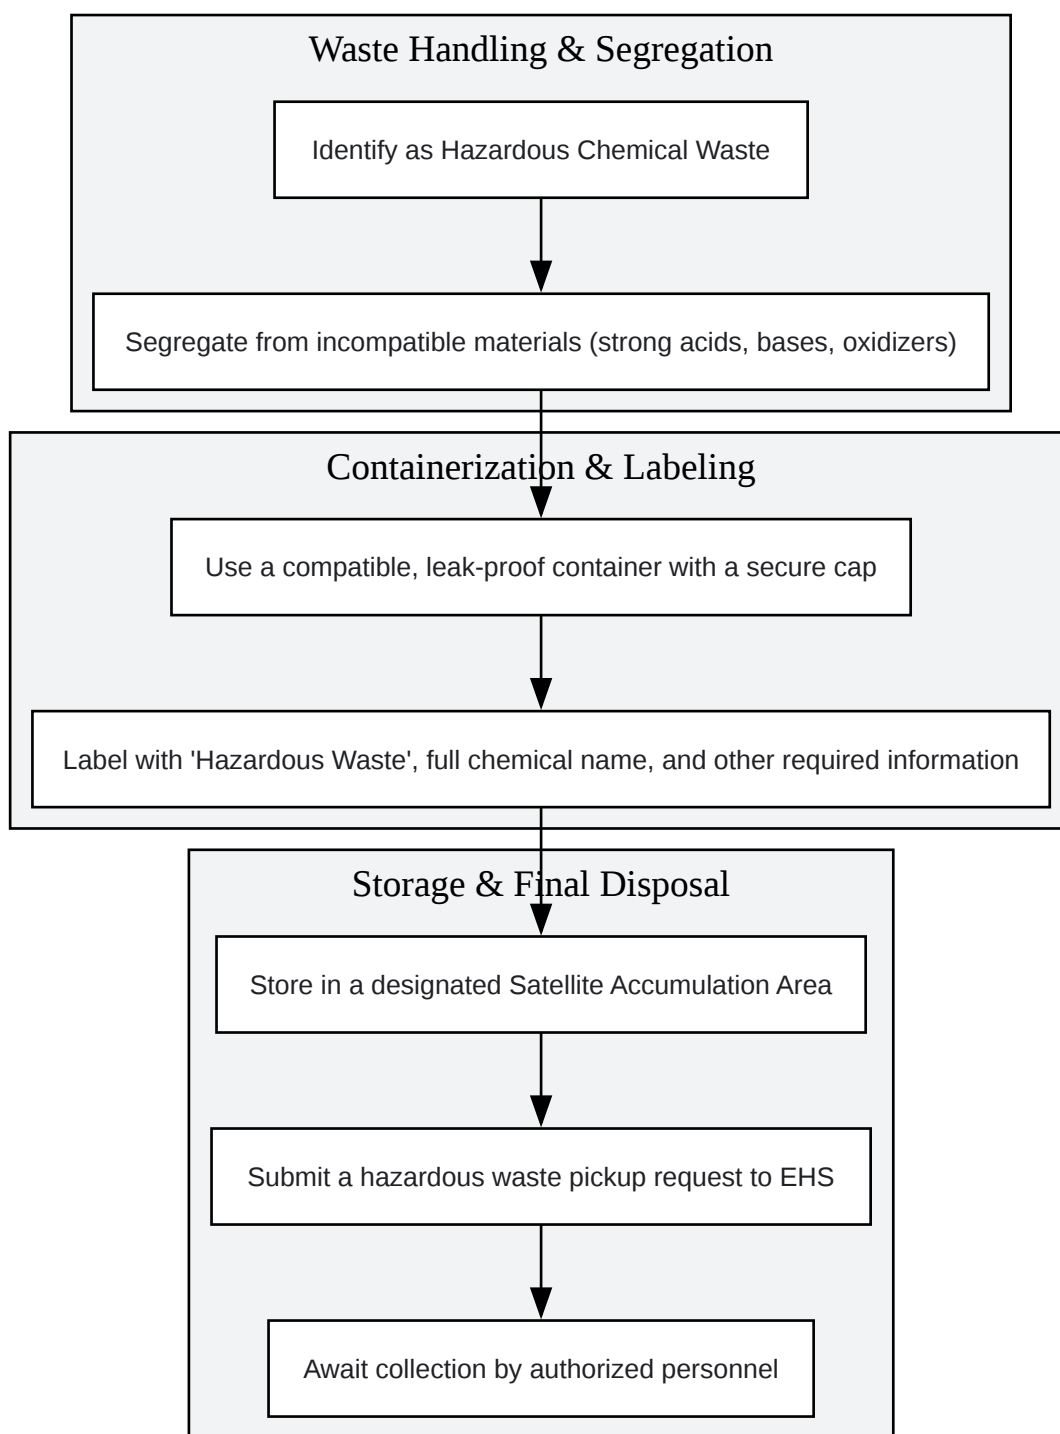 Waste Handling & Segregation
Identify as Hazardous Chemical Waste
Segregate from incompatible materials (strong acids, bases, oxidizers)
Containerization & Labeling
Use a compatible, leak-proof container with a secure cap
Label with 'Hazardous Waste', full chemical name, and other required information
Storage & Final Disposal
Store in a designated Satellite Accumulation Area
Submit a hazardous waste pickup request to EHS
Await collection by authorized personnel